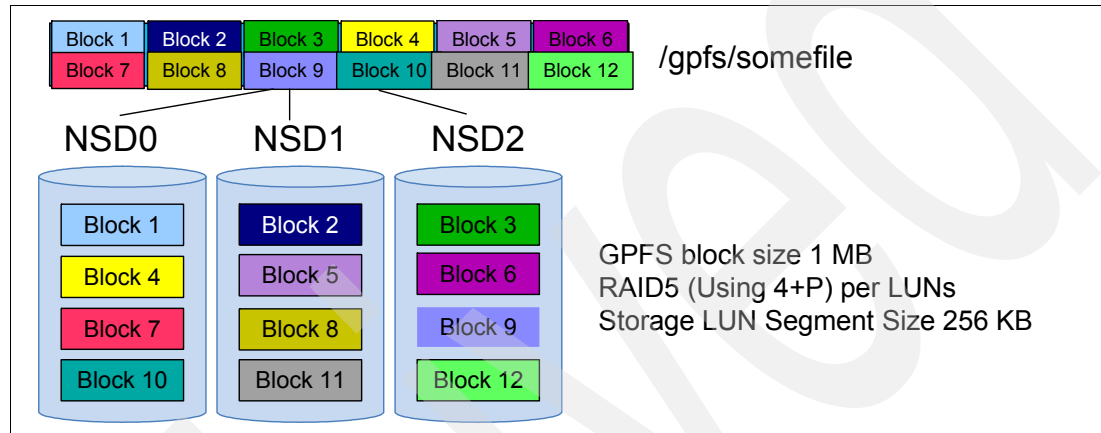 Block 1 Block 2 Block 3 Block 4 Block 5 Block 6
/gpfs/somefile
Block 7 Block 8 Block 9 Block 10 Block 11 Block 12
NSD0 NSD1 NSD2
Block 1 Block 2 Block 3
Block 4 Block 5 Block 6
Block 7 Block 8 Block 9
Block 10 Block 11 Block 12
GPFS block size 1 MB
RAID5 (Using 4+P) per LUNs
Storage LUN Segment Size 256 KB